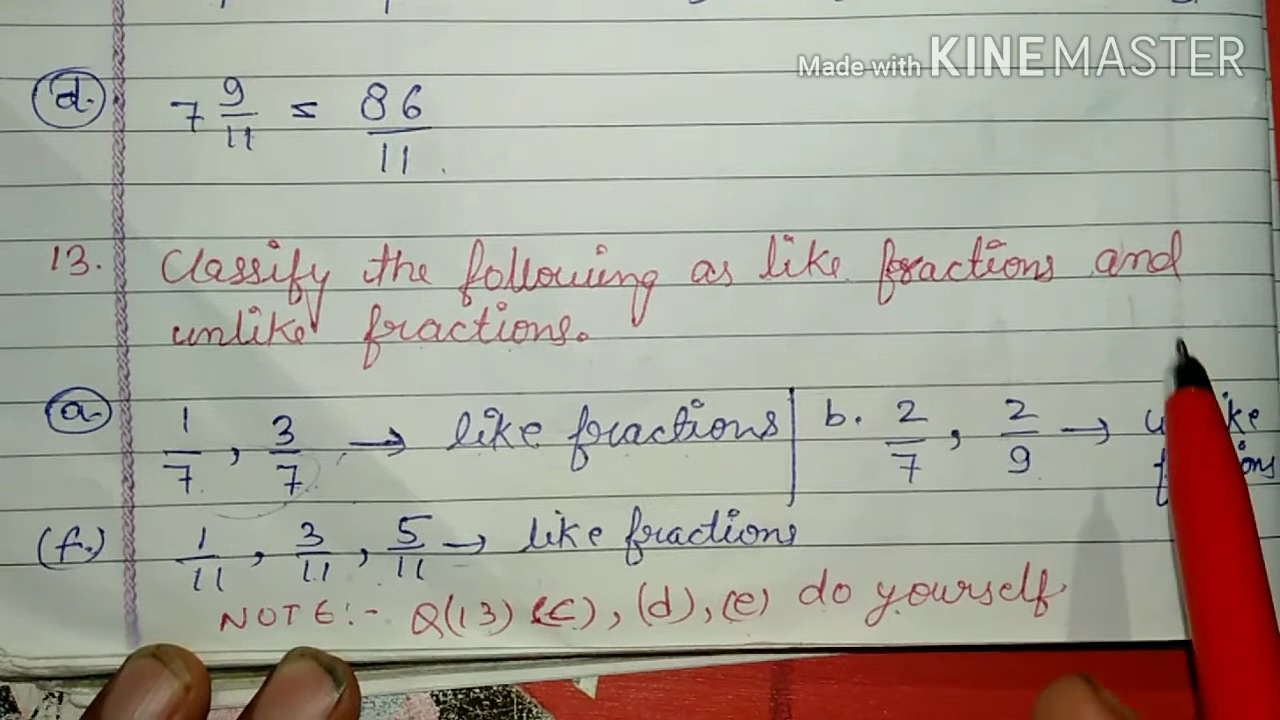 Made with KINEMASTER
d. 7 9/11 = 86/11.
13. Classify the following as like fractions and
unlike fractions.
a. 1/7, 3/7 → like fractions
b. 2/7, 2/9 →
(f.) 1/11, 3/11, 5/11 → like fractions
NOTE:- Q(13) (c), (d), (e) do yourself